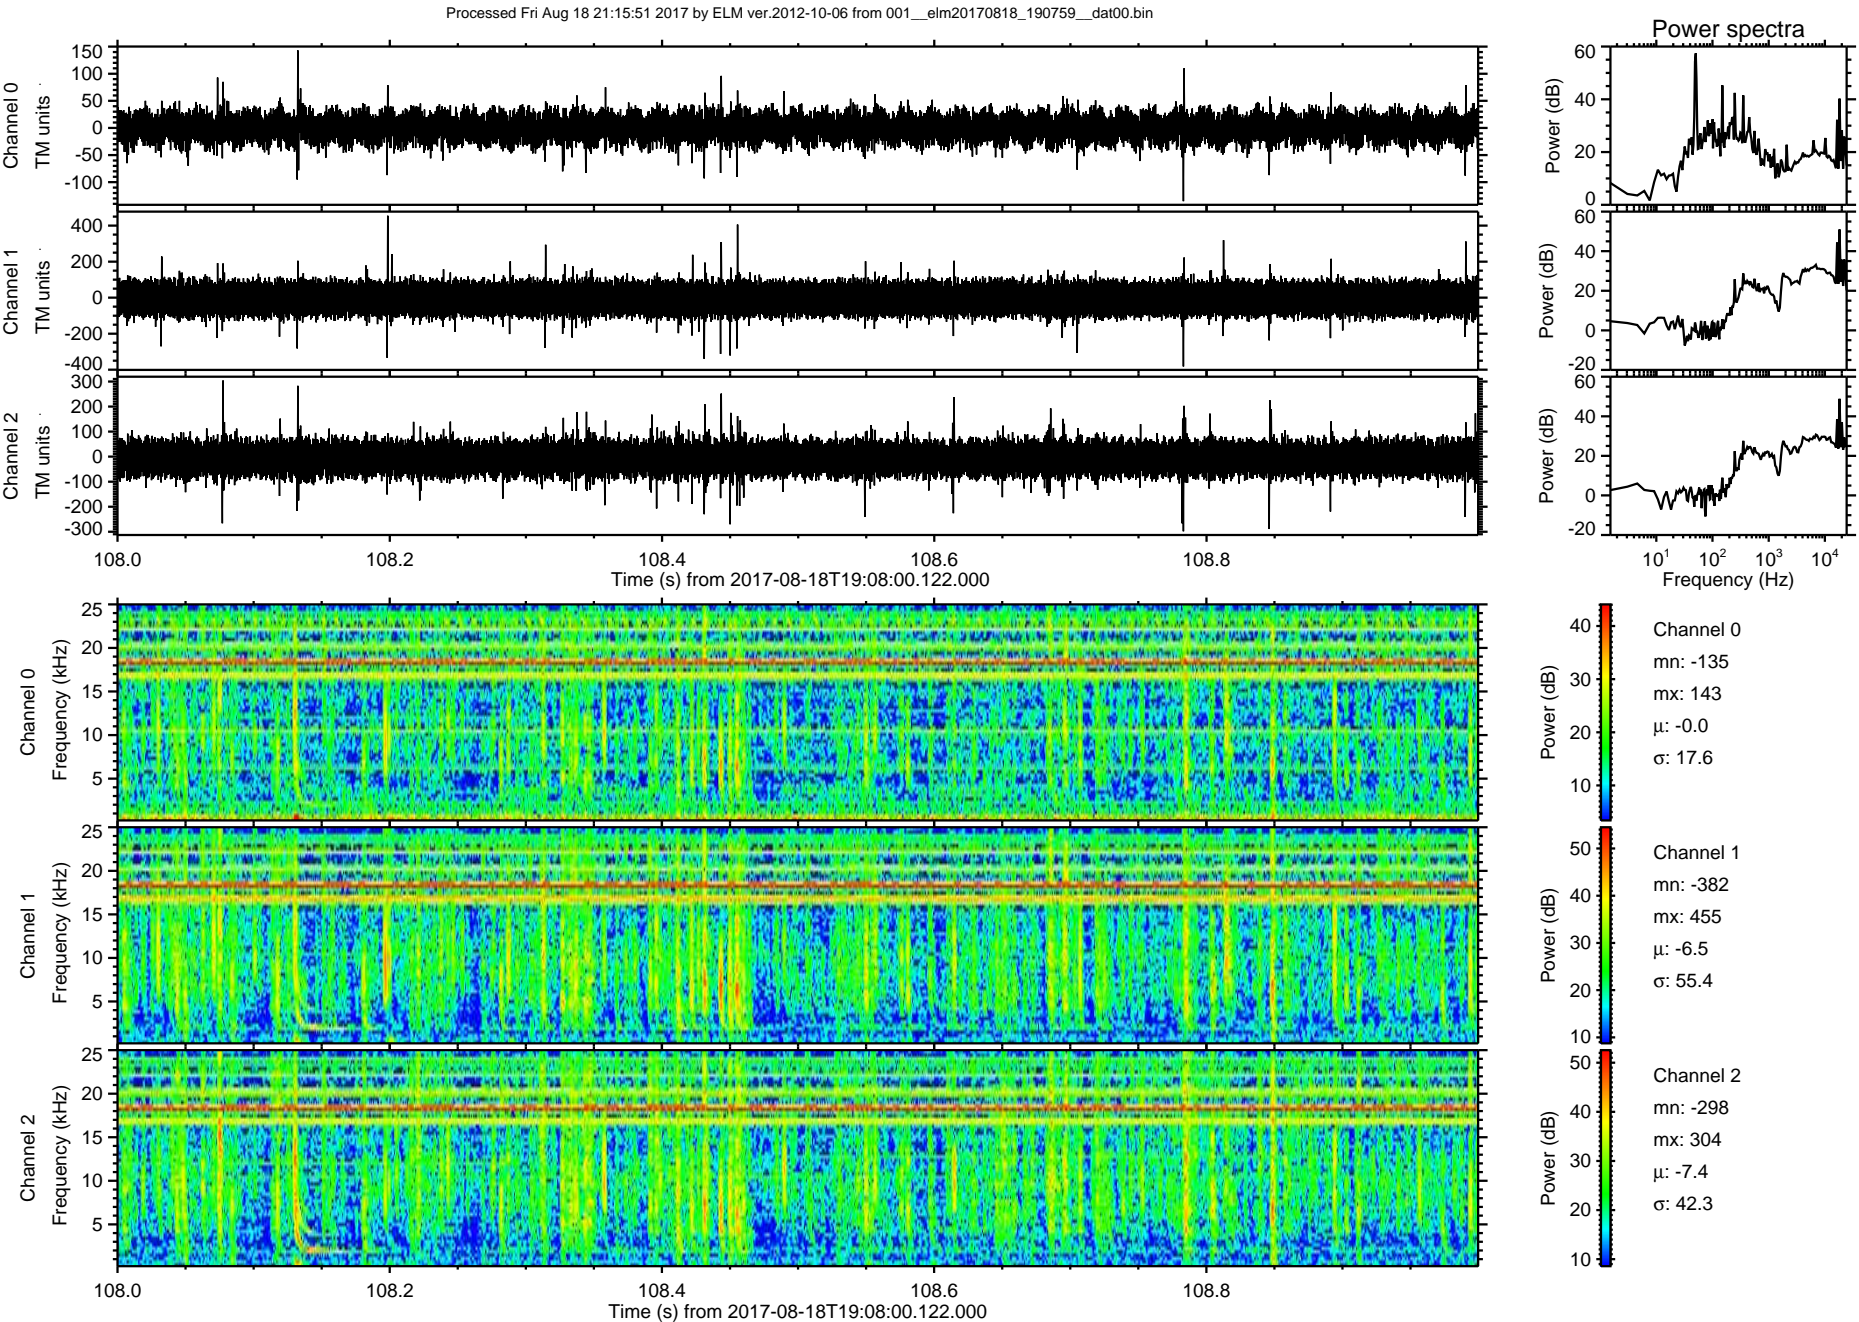 Processed Fri Aug 18 21:15:51 2017 by ELM ver.2012-10-06 from 001__elm20170818_190759__dat00.bin
Power spectra
Channel 0
TM units
150
100
50
0
-50
-100
Power (dB)
60
40
20
0
Channel 1
TM units
400
200
0
-200
-400
Power (dB)
60
40
20
0
-20
Channel 2
TM units
300
200
100
0
-100
-200
-300
Power (dB)
60
40
20
0
-20
108.0 108.2 108.4 108.6 108.8
Time (s) from 2017-08-18T19:08:00.122.000
10¹ 10² 10³ 10⁴
Frequency (Hz)
Channel 0
Frequency (kHz)
25
20
15
10
5
Power (dB)
40
30
20
10
Channel 0
mn: -135
mx: 143
μ: -0.0
σ: 17.6
Channel 1
Frequency (kHz)
25
20
15
10
5
Power (dB)
50
40
30
20
10
Channel 1
mn: -382
mx: 455
μ: -6.5
σ: 55.4
Channel 2
Frequency (kHz)
25
20
15
10
5
Power (dB)
50
40
30
20
10
Channel 2
mn: -298
mx: 304
μ: -7.4
σ: 42.3
108.0 108.2 108.4 108.6 108.8
Time (s) from 2017-08-18T19:08:00.122.000